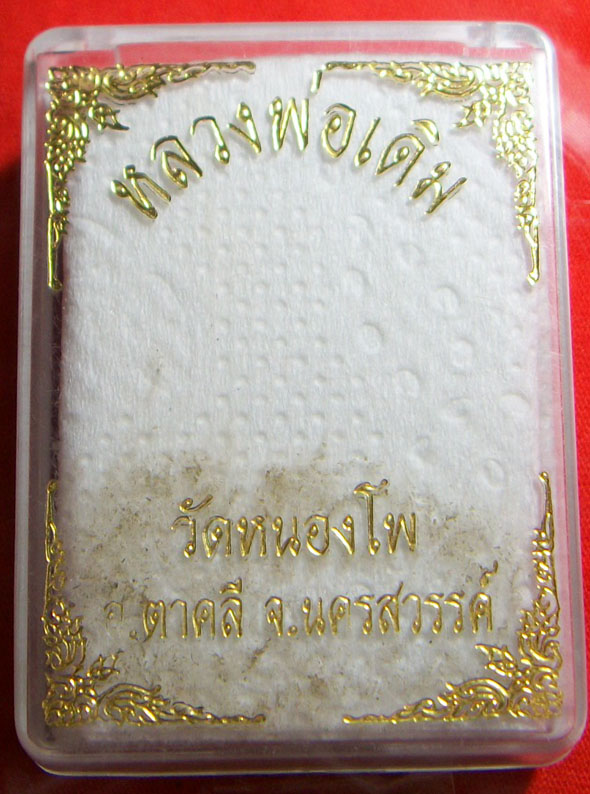 หลวงพ่อเดิม
วัดหนองโพ
อ.ตาคลี จ.นครสวรรค์